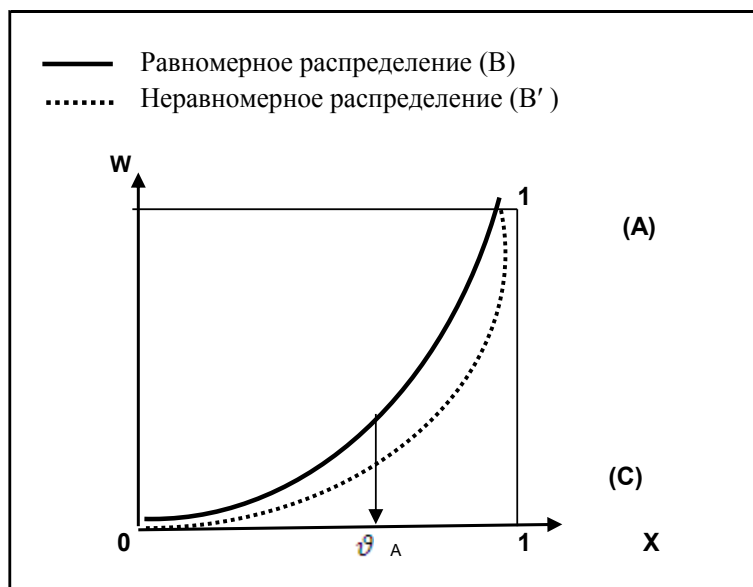 Равномерное распределение (B)
Неравномерное распределение (B′ )
W
1
(A)
(C)
0
ϑ A
1
X